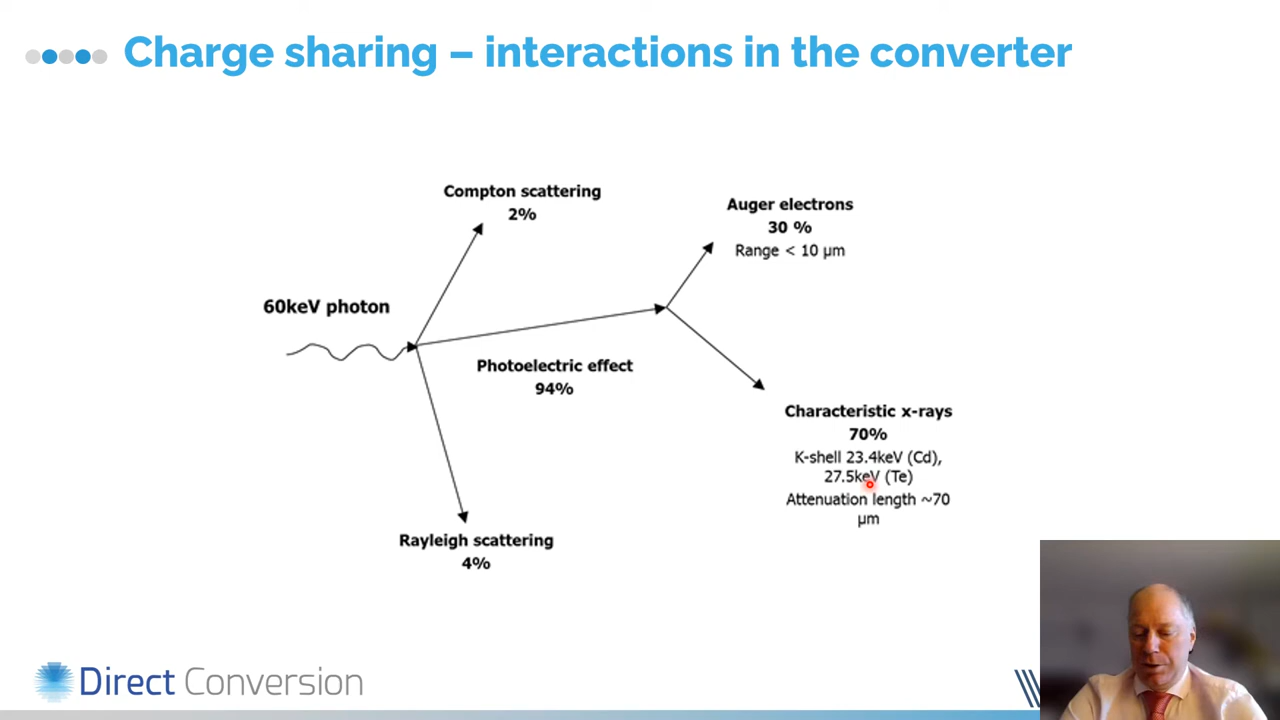 Charge sharing – interactions in the converter
Compton scattering
2%
Auger electrons
30 %
Range < 10 µm
60keV photon
Photoelectric effect
94%
Characteristic x-rays
70%
K-shell 23.4keV (Cd),
27.5keV (Te)
Attenuation length ~70
µm
Rayleigh scattering
4%
Direct Conversion